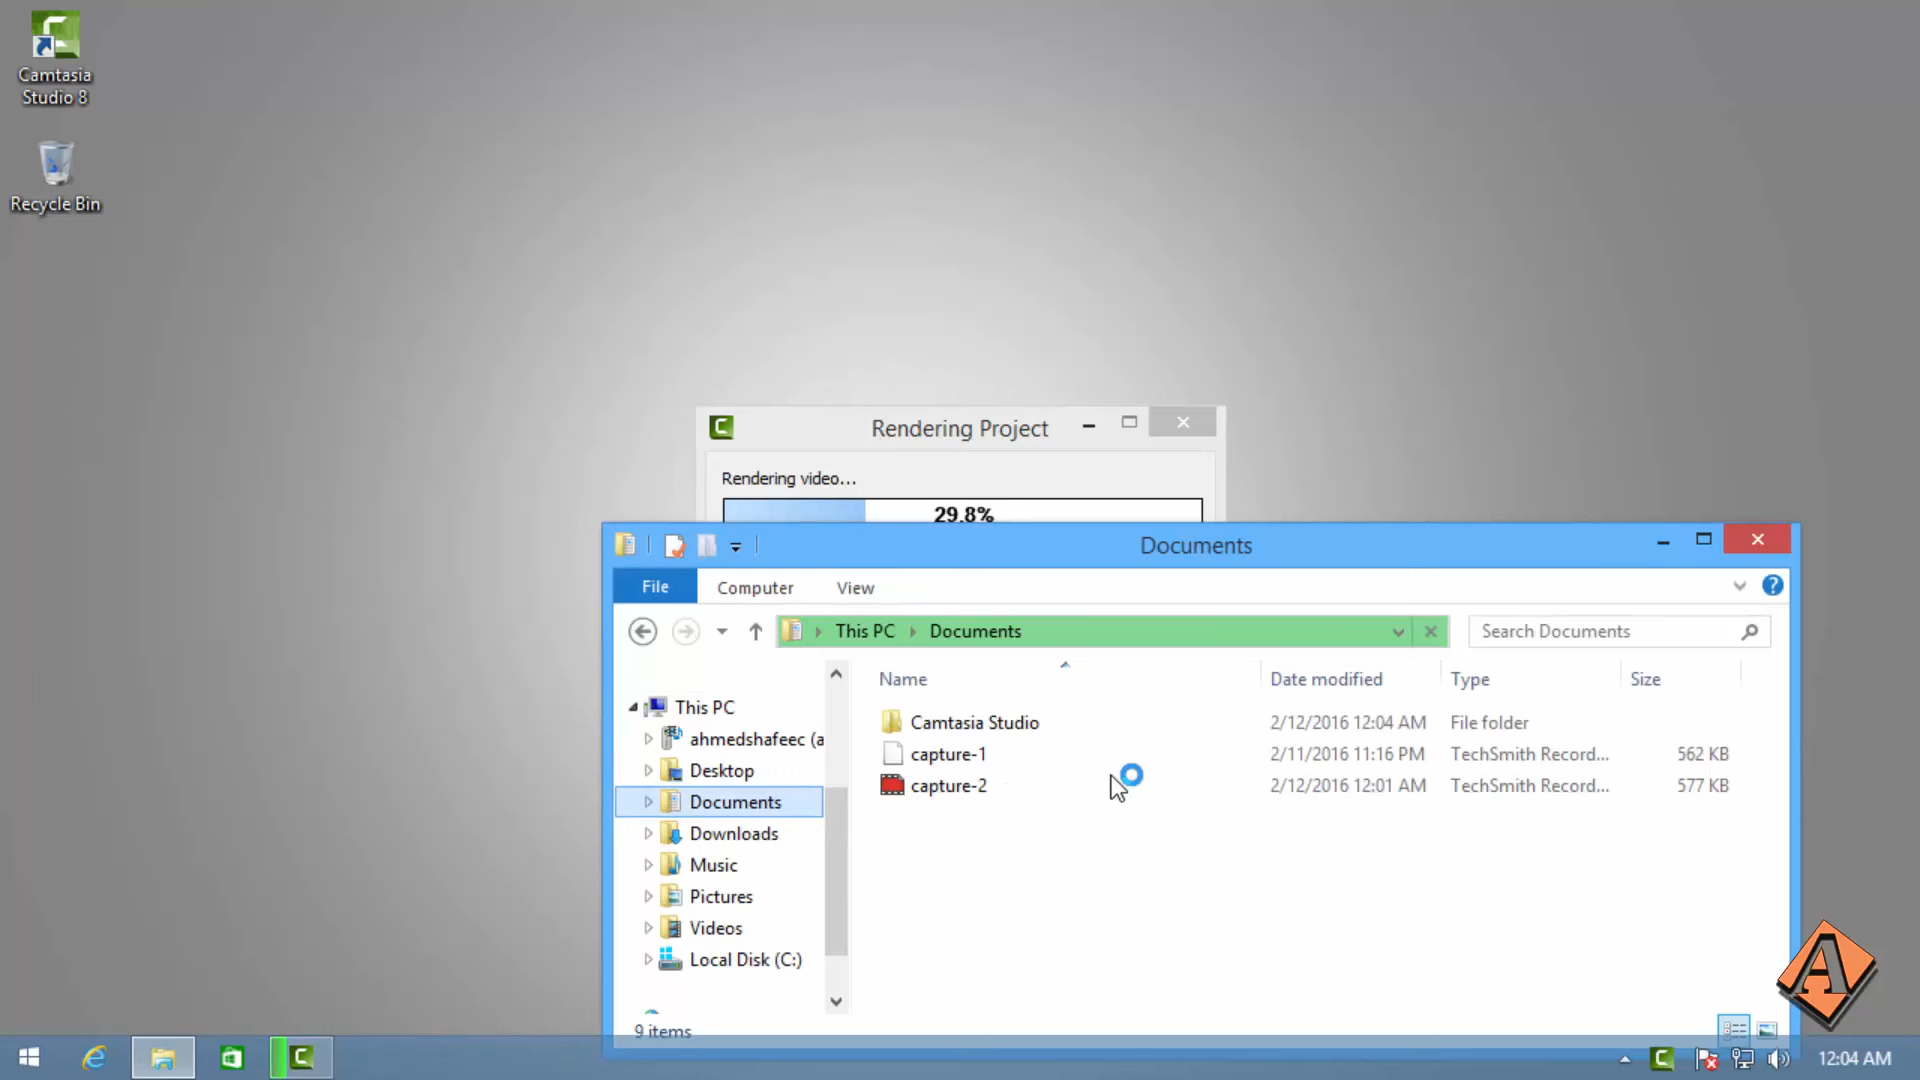 Camtasia
Studio 8
Recycle Bin
Rendering Project
Rendering video...
29.8%
Documents
File
Computer
View
This PC
Documents
Search Documents
Name
Date modified
Type
Size
This PC
ahmedshafeec (a
Desktop
Documents
Downloads
Music
Pictures
Videos
Local Disk (C:)
Camtasia Studio
2/12/2016 12:04 AM
File folder
capture-1
2/11/2016 11:16 PM
TechSmith Record...
562 KB
capture-2
2/12/2016 12:01 AM
TechSmith Record...
577 KB
9 items
A
12:04 AM